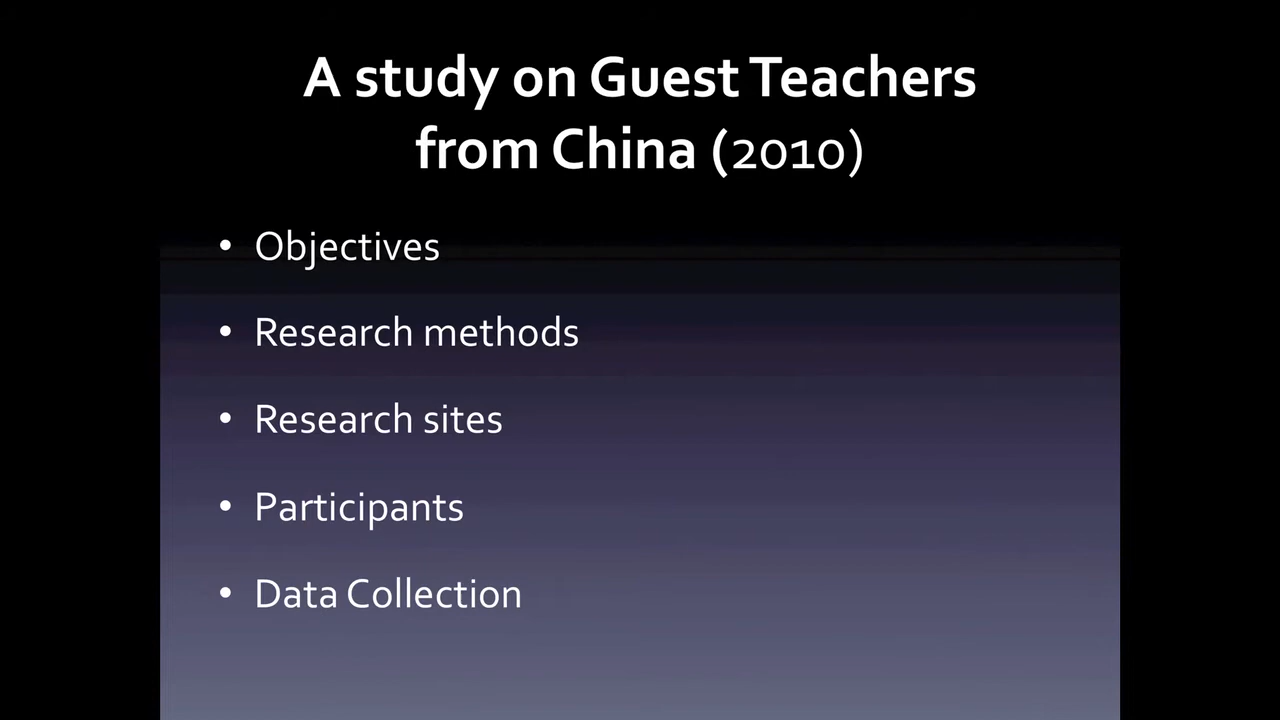 A study on Guest Teachers
from China (2010)
• Objectives
• Research methods
• Research sites
• Participants
• Data Collection